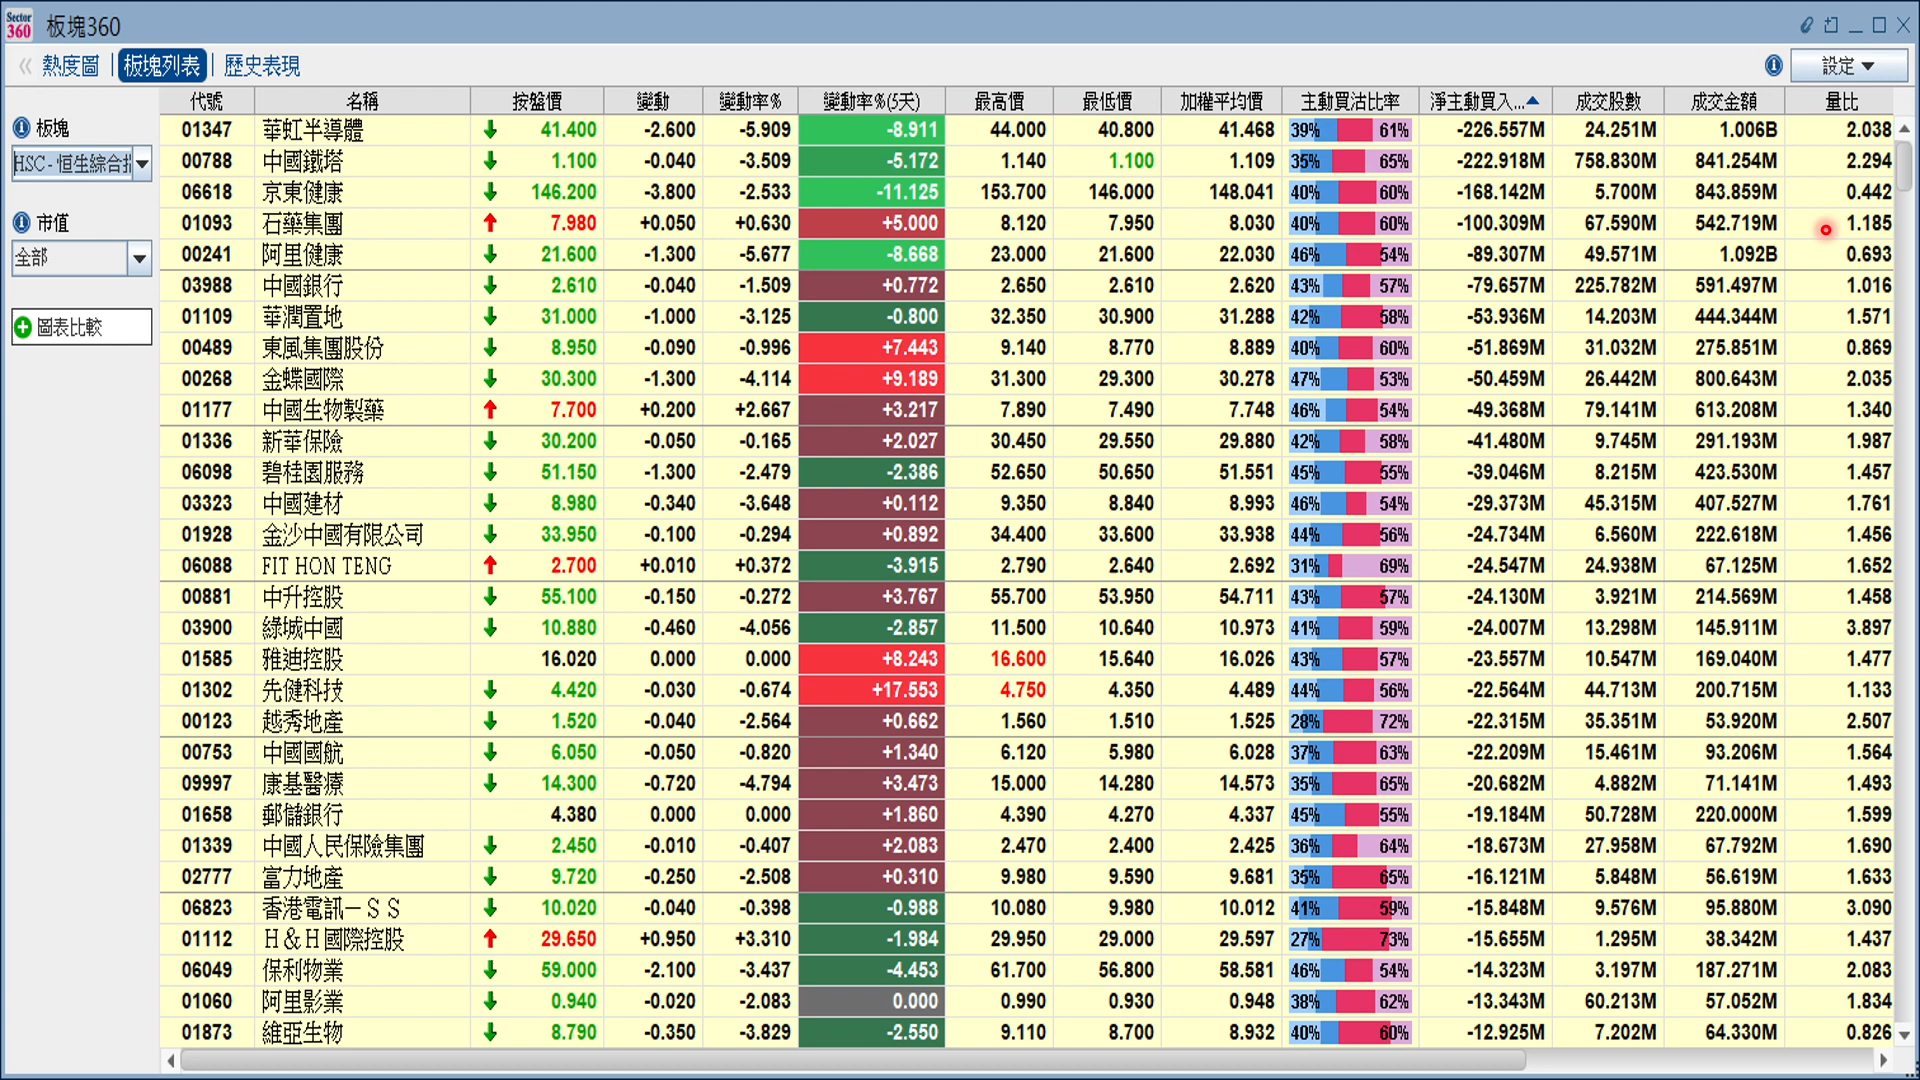 Sector 360 板塊360
熱度圖 板塊列表 歷史表現 設定
板塊
HSC - 恒生綜合指
市值
全部
圖表比較
代號 名稱 按盤價 變動 變動率% 變動率%(5天) 最高價 最低價 加權平均價 主動買沽比率 淨主動買入... 成交股數 成交金額 量比
01347 華虹半導體 41.400 -2.600 -5.909 -8.911 44.000 40.800 41.468 39% 61% -226.557M 24.251M 1.006B 2.038
00788 中國鐵塔 1.100 -0.040 -3.509 -5.172 1.140 1.100 1.109 35% 65% -222.918M 758.830M 841.254M 2.294
06618 京東健康 146.200 -3.800 -2.533 -11.125 153.700 146.000 148.041 40% 60% -168.142M 5.700M 843.859M 0.442
01093 石藥集團 7.980 +0.050 +0.630 +5.000 8.120 7.950 8.030 40% 60% -100.309M 67.590M 542.719M 1.185
00241 阿里健康 21.600 -1.300 -5.677 -8.668 23.000 21.600 22.030 46% 54% -89.307M 49.571M 1.092B 0.693
03988 中國銀行 2.610 -0.040 -1.509 +0.772 2.650 2.610 2.620 43% 57% -79.657M 225.782M 591.497M 1.016
01109 華潤置地 31.000 -1.000 -3.125 -0.800 32.350 30.900 31.288 42% 58% -53.936M 14.203M 444.344M 1.571
00489 東風集團股份 8.950 -0.090 -0.996 +7.443 9.140 8.770 8.889 40% 60% -51.869M 31.032M 275.851M 0.869
00268 金蝶國際 30.300 -1.300 -4.114 +9.189 31.300 29.300 30.278 47% 53% -50.459M 26.442M 800.643M 2.035
01177 中國生物製藥 7.700 +0.200 +2.667 +3.217 7.890 7.490 7.748 46% 54% -49.368M 79.141M 613.208M 1.340
01336 新華保險 30.200 -0.050 -0.165 +2.027 30.450 29.550 29.880 42% 58% -41.480M 9.745M 291.193M 1.987
06098 碧桂園服務 51.150 -1.300 -2.479 -2.386 52.650 50.650 51.551 45% 55% -39.046M 8.215M 423.530M 1.457
03323 中國建材 8.980 -0.340 -3.648 +0.112 9.350 8.840 8.993 46% 54% -29.373M 45.315M 407.527M 1.761
01928 金沙中國有限公司 33.950 -0.100 -0.294 +0.892 34.400 33.600 33.938 44% 56% -24.734M 6.560M 222.618M 1.456
06088 FIT HON TENG 2.700 +0.010 +0.372 -3.915 2.790 2.640 2.692 31% 69% -24.547M 24.938M 67.125M 1.652
00881 中升控股 55.100 -0.150 -0.272 +3.767 55.700 53.950 54.711 43% 57% -24.130M 3.921M 214.569M 1.458
03900 綠城中國 10.880 -0.460 -4.056 -2.857 11.500 10.640 10.973 41% 59% -24.007M 13.298M 145.911M 3.897
01585 雅迪控股 16.020 0.000 0.000 +8.243 16.600 15.640 16.026 43% 57% -23.557M 10.547M 169.040M 1.477
01302 先健科技 4.420 -0.030 -0.674 +17.553 4.750 4.350 4.489 44% 56% -22.564M 44.713M 200.715M 1.133
00123 越秀地產 1.520 -0.040 -2.564 +0.662 1.560 1.510 1.525 28% 72% -22.315M 35.351M 53.920M 2.507
00753 中國國航 6.050 -0.050 -0.820 +1.340 6.120 5.980 6.028 37% 63% -22.209M 15.461M 93.206M 1.564
09997 康基醫療 14.300 -0.720 -4.794 +3.473 15.000 14.280 14.573 35% 65% -20.682M 4.882M 71.141M 1.493
01658 郵儲銀行 4.380 0.000 0.000 +1.860 4.390 4.270 4.337 45% 55% -19.184M 50.728M 220.000M 1.599
01339 中國人民保險集團 2.450 -0.010 -0.407 +2.083 2.470 2.400 2.425 36% 64% -18.673M 27.958M 67.792M 1.690
02777 富力地產 9.720 -0.250 -2.508 +0.310 9.980 9.590 9.681 35% 65% -16.121M 5.848M 56.619M 1.633
06823 香港電訊－ＳＳ 10.020 -0.040 -0.398 -0.988 10.080 9.980 10.012 41% 59% -15.848M 9.576M 95.880M 3.090
01112 Ｈ＆Ｈ國際控股 29.650 +0.950 +3.310 -1.984 29.950 29.000 29.597 27% 73% -15.655M 1.295M 38.342M 1.437
06049 保利物業 59.000 -2.100 -3.437 -4.453 61.700 56.800 58.581 46% 54% -14.323M 3.197M 187.271M 2.083
01060 阿里影業 0.940 -0.020 -2.083 0.000 0.990 0.930 0.948 38% 62% -13.343M 60.213M 57.052M 1.834
01873 維亞生物 8.790 -0.350 -3.829 -2.550 9.110 8.700 8.932 40% 60% -12.925M 7.202M 64.330M 0.826